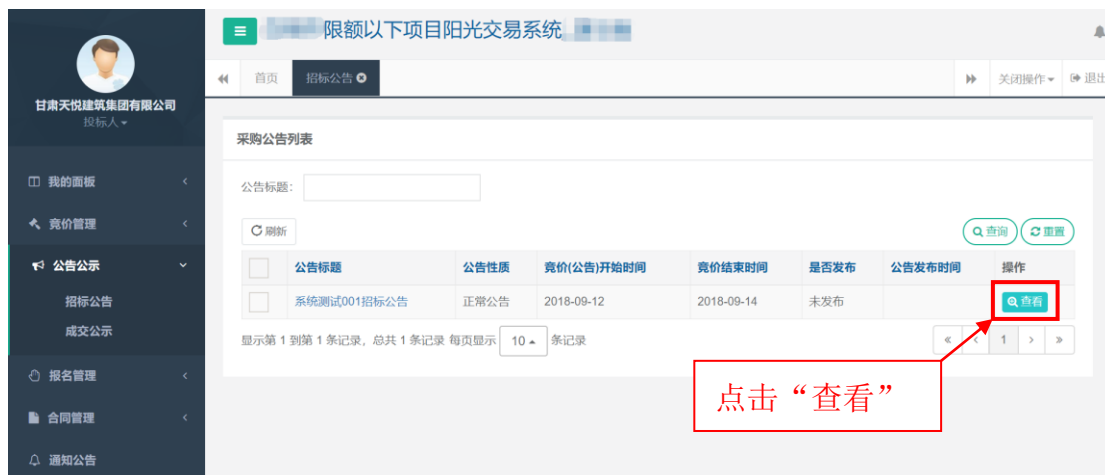 限额以下项目阳光交易系统
首页
招标公告
关闭操作
退出
甘肃天悦建筑集团有限公司
投标人
我的面板
竞价管理
公告公示
招标公告
成交公示
报名管理
合同管理
通知公告
采购公告列表
公告标题：
刷新
查询
重置
公告标题 公告性质 竞价(公告)开始时间 竞价结束时间 是否发布 公告发布时间 操作
系统测试001招标公告 正常公告 2018-09-12 2018-09-14 未发布 查看
显示第 1 到第 1 条记录，总共 1 条记录 每页显示 10 条记录
« ‹ 1 › »
点击“查看”